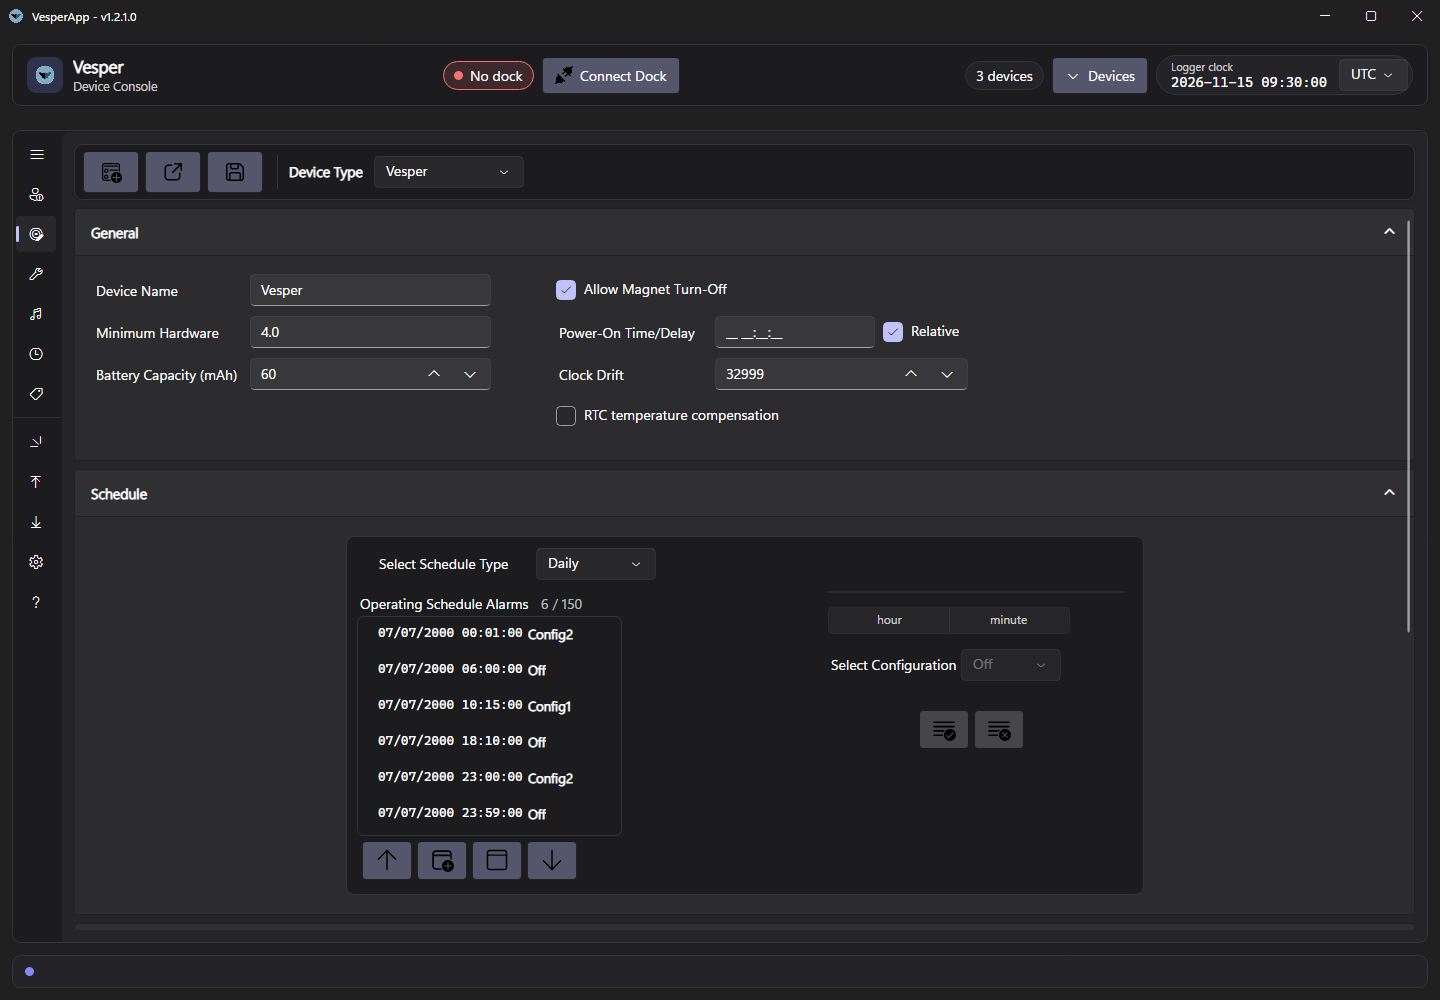 VesperApp - v1.2.1.0
Vesper
Device Console
No dock
Connect Dock
3 devices
Devices
Logger clock
2026-11-15 09:30:00
UTC
Device Type
Vesper
General
Device Name
Vesper
Allow Magnet Turn-Off
Minimum Hardware
4.0
Power-On Time/Delay
__ __:__:__
Relative
Battery Capacity (mAh)
60
Clock Drift
32999
RTC temperature compensation
Schedule
Select Schedule Type
Daily
Operating Schedule Alarms 6 / 150
07/07/2000 00:01:00 Config2
07/07/2000 06:00:00 Off
07/07/2000 10:15:00 Config1
07/07/2000 18:10:00 Off
07/07/2000 23:00:00 Config2
07/07/2000 23:59:00 Off
hour
minute
Select Configuration
Off